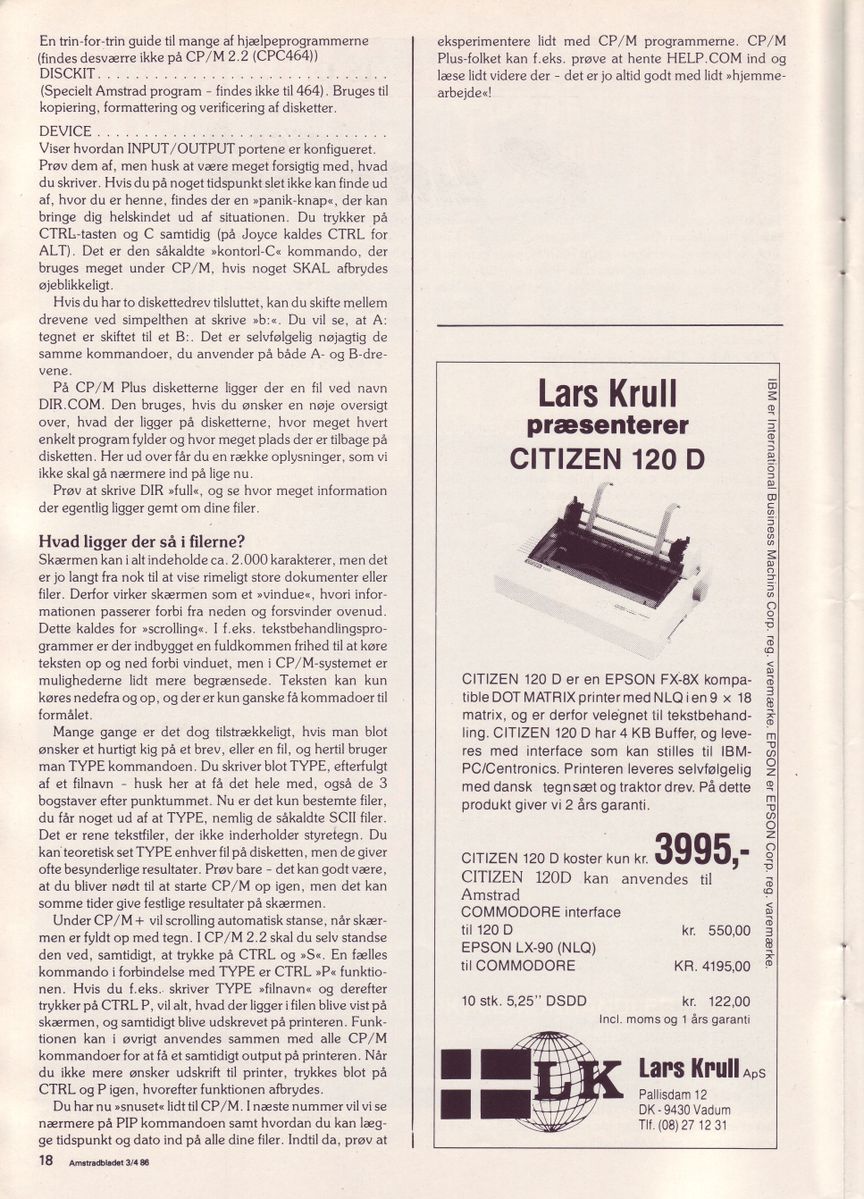 En trin-for-trin guide til mange af hjælpeprogrammerne
(findes desværre ikke på CP/M 2.2 (CPC464))
DISCKIT . . . . . . . . . . . . . . . . . . . . . . . . . . . . . .
(Specielt Amstrad program – findes ikke til 464). Bruges til
kopiering, formattering og verificering af disketter.
DEVICE . . . . . . . . . . . . . . . . . . . . . . . . . . . . . .
Viser hvordan INPUT/OUTPUT portene er konfigueret.
Prøv dem af, men husk at være meget forsigtig med, hvad
du skriver. Hvis du på noget tidspunkt slet ikke kan finde ud
af, hvor du er henne, findes der en »panik-knap«, der kan
bringe dig helskindet ud af situationen. Du trykker på
CTRL-tasten og C samtidig (på Joyce kaldes CTRL for
ALT). Det er den såkaldte »kontorl-C« kommando, der
bruges meget under CP/M, hvis noget SKAL afbrydes
øjeblikkeligt.
Hvis du har to diskettedrev tilsluttet, kan du skifte mellem
drevene ved simpelthen at skrive »b:«. Du vil se, at A:
tegnet er skiftet til et B:. Det er selvfølgelig nøjagtig de
samme kommandoer, du anvender på både A- og B-dre-
vene.
På CP/M Plus disketterne ligger der en fil ved navn
DIR.COM. Den bruges, hvis du ønsker en nøje oversigt
over, hvad der ligger på disketterne, hvor meget hvert
enkelt program fylder og hvor meget plads der er tilbage på
disketten. Her ud over får du en række oplysninger, som vi
ikke skal gå nærmere ind på lige nu.
Prøv at skrive DIR »full«, og se hvor meget information
der egentlig ligger gemt om dine filer.
Hvad ligger der så i filerne?
Skærmen kan i alt indeholde ca. 2.000 karakterer, men det
er jo langt fra nok til at vise rimeligt store dokumenter eller
filer. Derfor virker skærmen som et »vindue«, hvori infor-
mationen passerer forbi fra neden og forsvinder ovenud.
Dette kaldes for »scrolling«. I f.eks. tekstbehandlingspro-
grammer er der indbygget en fuldkommen frihed til at køre
teksten op og ned forbi vinduet, men i CP/M-systemet er
mulighederne lidt mere begrænsede. Teksten kan kun
køres nedefra og op, og der er kun ganske få kommadoer til
formålet.
Mange gange er det dog tilstrækkeligt, hvis man blot
ønsker et hurtigt kig på et brev, eller en fil, og hertil bruger
man TYPE kommandoen. Du skriver blot TYPE, efterfulgt
af et filnavn – husk her at få det hele med, også de 3
bogstaver efter punktummet. Nu er det kun bestemte filer,
du får noget ud af at TYPE, nemlig de såkaldte SCII filer.
Det er rene tekstfiler, der ikke inderholder styretegn. Du
kan teoretisk set TYPE enhver fil på disketten, men de giver
ofte besynderlige resultater. Prøv bare – det kan godt være,
at du bliver nødt til at starte CP/M op igen, men det kan
somme tider give festlige resultater på skærmen.
Under CP/M+ vil scrolling automatisk stanse, når skær-
men er fyldt op med tegn. I CP/M 2.2 skal du selv standse
den ved, samtidigt, at trykke på CTRL og »S«. En fælles
kommando i forbindelse med TYPE er CTRL »P« funktio-
nen. Hvis du f.eks. skriver TYPE »filnavn« og derefter
trykker på CTRL P, vil alt, hvad der ligger i filen blive vist på
skærmen, og samtidigt blive udskrevet på printeren. Funk-
tionen kan i øvrigt anvendes sammen med alle CP/M
kommandoer for at få et samtidigt output på printeren. Når
du ikke mere ønsker udskrift til printer, trykkes blot på
CTRL og P igen, hvorefter funktionen afbrydes.
Du har nu »snuset« lidt til CP/M. I næste nummer vil vi se
nærmere på PIP kommandoen samt hvordan du kan læg-
ge tidspunkt og dato ind på alle dine filer. Indtil da, prøv at
eksperimentere lidt med CP/M programmerne. CP/M
Plus-folket kan f.eks. prøve at hente HELP.COM ind og
læse lidt videre der – det er jo altid godt med lidt »hjemme-
arbejde«!
Lars Krull
præsenterer
CITIZEN 120 D
CITIZEN 120 D er en EPSON FX-8X kompa-
tible DOT MATRIX printer med NLQ i en 9 x 18
matrix, og er derfor velegnet til tekstbehand-
ling. CITIZEN 120 D har 4 KB Buffer, og leve-
res med interface som kan stilles til IBM-
PC/Centronics. Printeren leveres selvfølgelig
med dansk tegnsæt og traktor drev. På dette
produkt giver vi 2 års garanti.
CITIZEN 120 D koster kun kr. 3995,-
CITIZEN 120D kan anvendes til
Amstrad
COMMODORE interface
til 120 D kr. 550,00
EPSON LX-90 (NLQ)
til COMMODORE KR. 4195,00
10 stk. 5,25" DSDD kr. 122,00
Incl. moms og 1 års garanti
LK
Lars Krull ApS
Pallisdam 12
DK - 9430 Vadum
Tlf. (08) 27 12 31
IBM er International Business Machins Corp. reg. varemærke. EPSON er EPSON Corp. reg. varemærke.
18 Amstradbladet 3/4 86